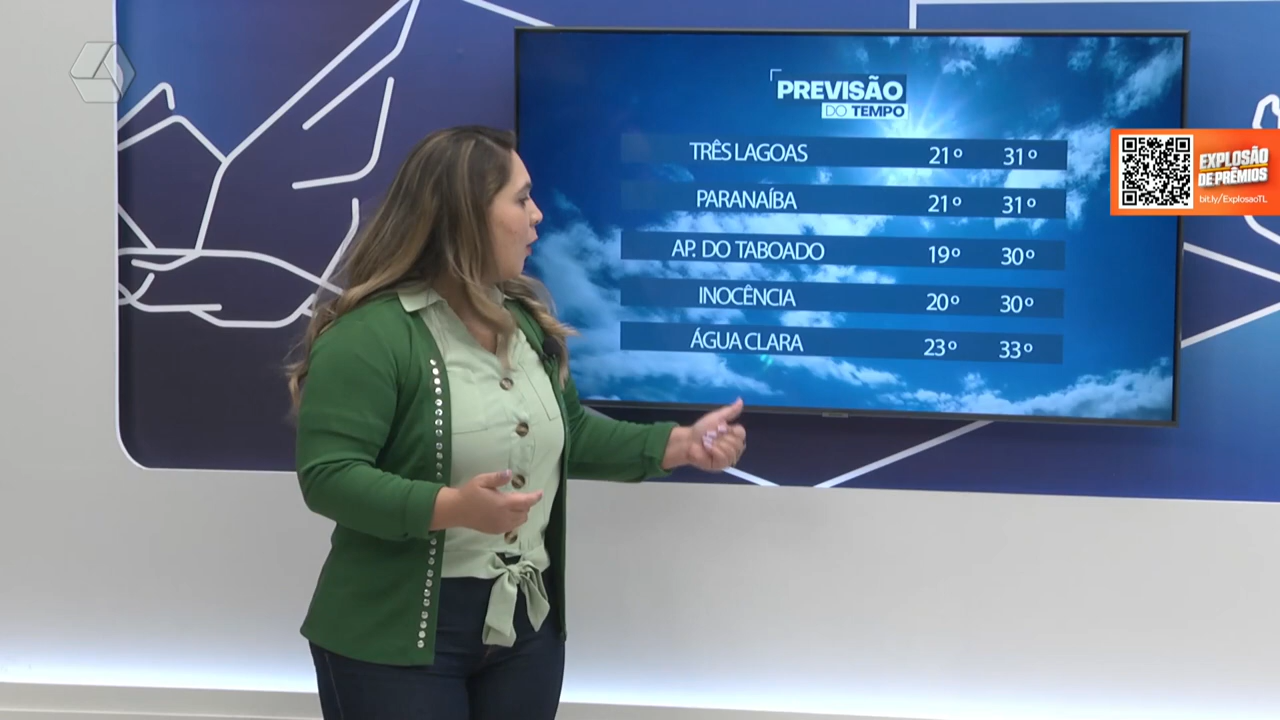 PREVISÃO
DO TEMPO
TRÊS LAGOAS 21º 31º
PARANAÍBA 21º 31º
AP. DO TABOADO 19º 30º
INOCÊNCIA 20º 30º
ÁGUA CLARA 23º 33º
EXPLOSÃO
DE PRÊMIOS
bit.ly/ExplosaoTL